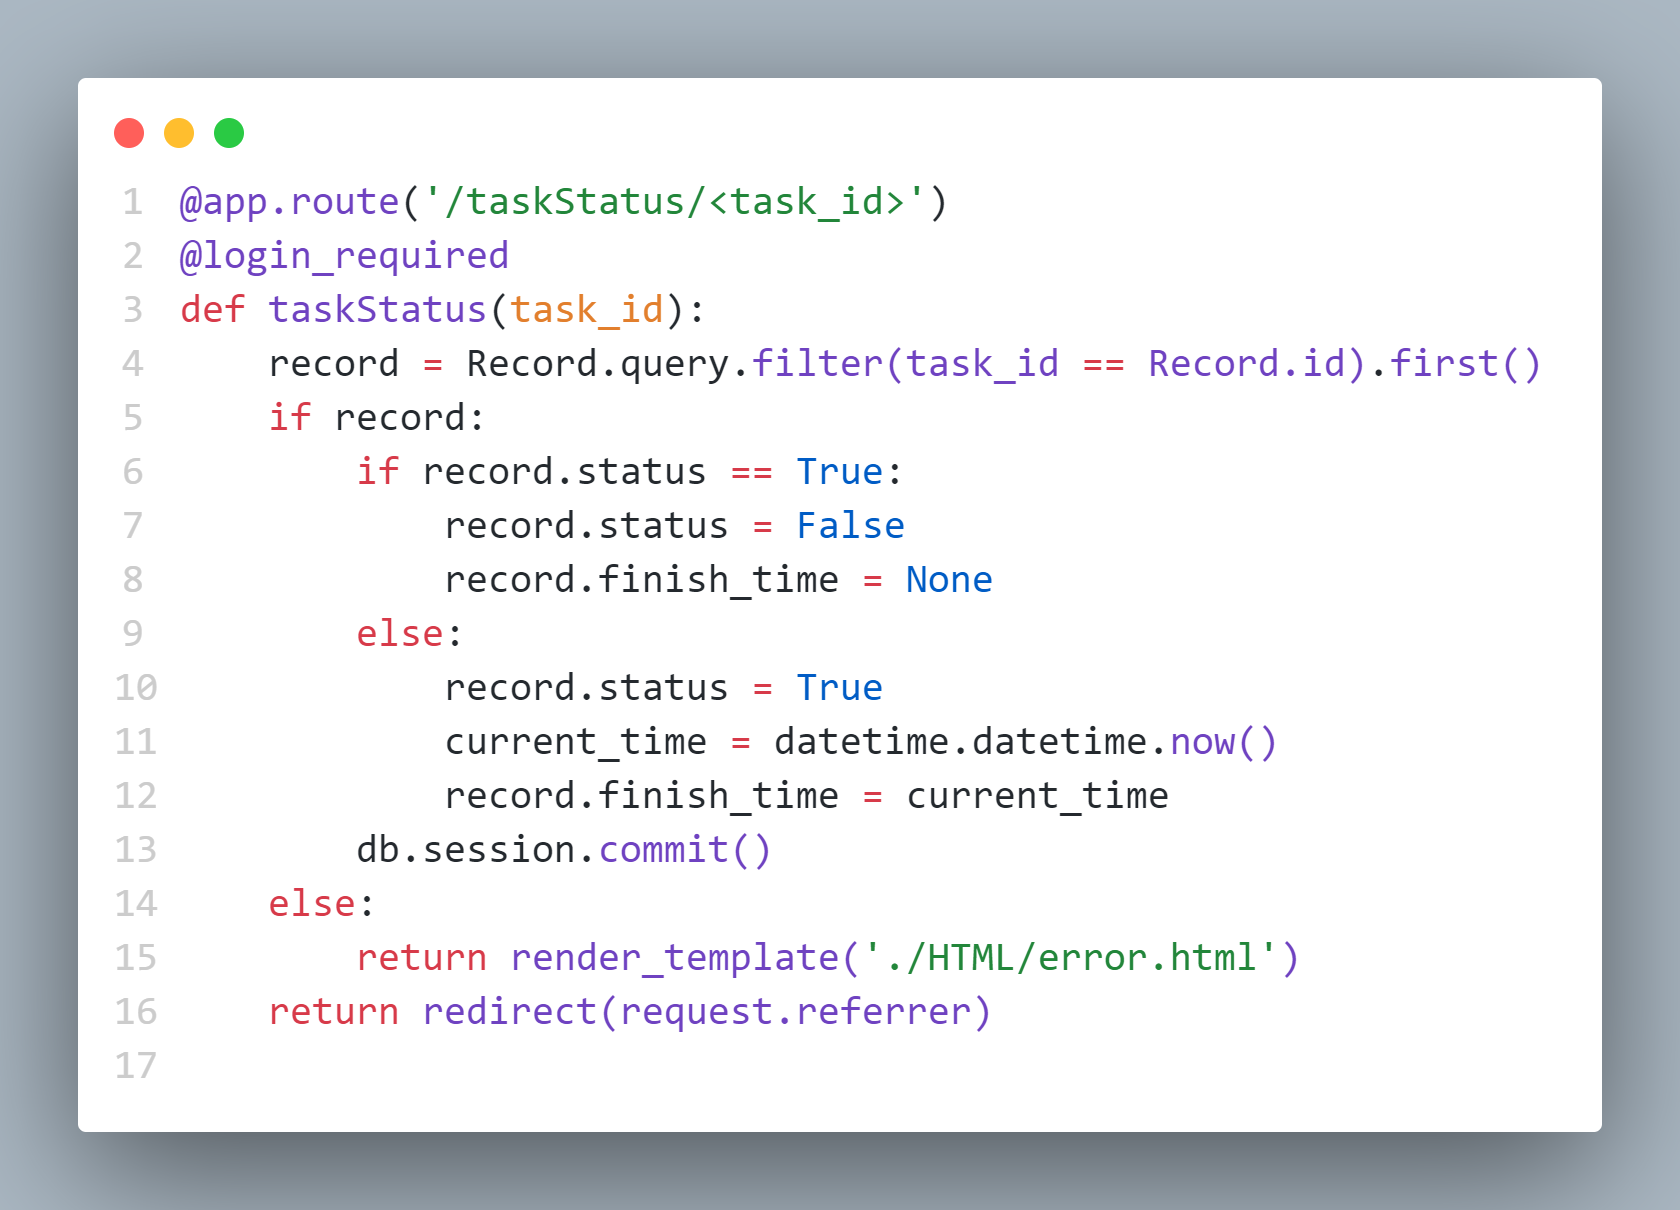 1 @app.route('/taskStatus/<task_id>')
2 @login_required
3 def taskStatus(task_id):
4     record = Record.query.filter(task_id == Record.id).first()
5     if record:
6         if record.status == True:
7             record.status = False
8             record.finish_time = None
9         else:
10             record.status = True
11             current_time = datetime.datetime.now()
12             record.finish_time = current_time
13         db.session.commit()
14     else:
15         return render_template('./HTML/error.html')
16     return redirect(request.referrer)
17